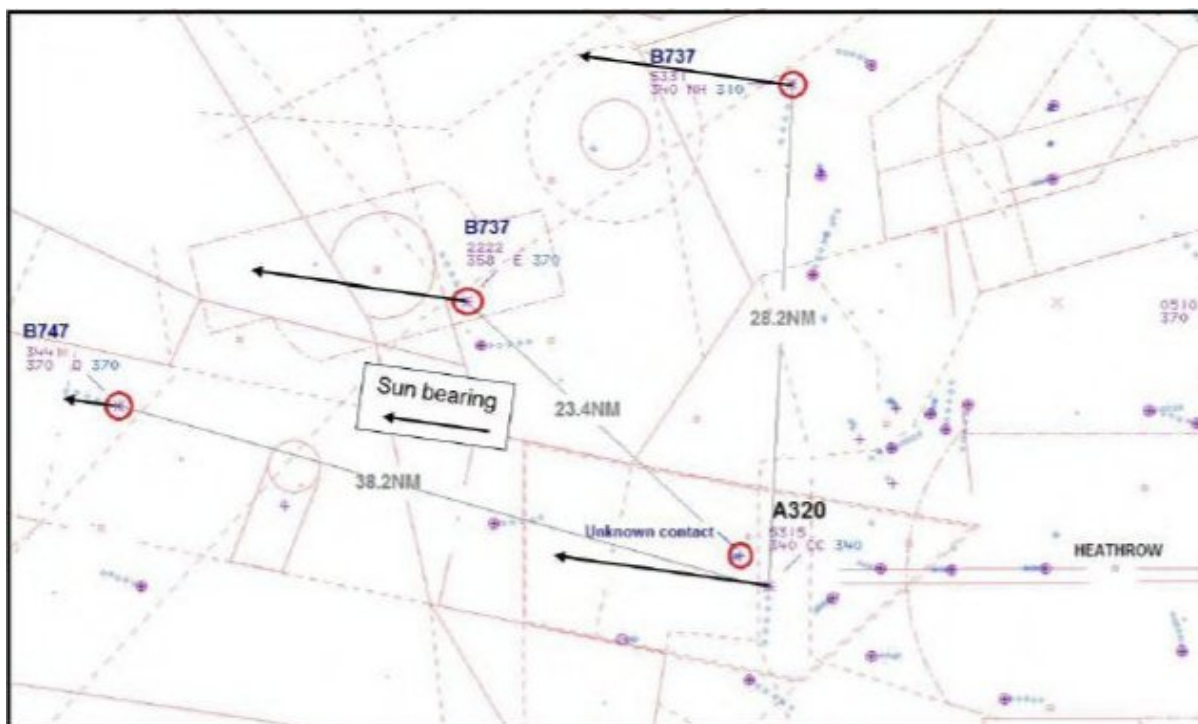 B737
5331
340 NH 310
B737
2222
358 E 370
28.2NM
0510
370
B747
370 370
Sun bearing
23.4NM
38.2NM
A320
Unknown contact
5315
340 CC 340
HEATHROW